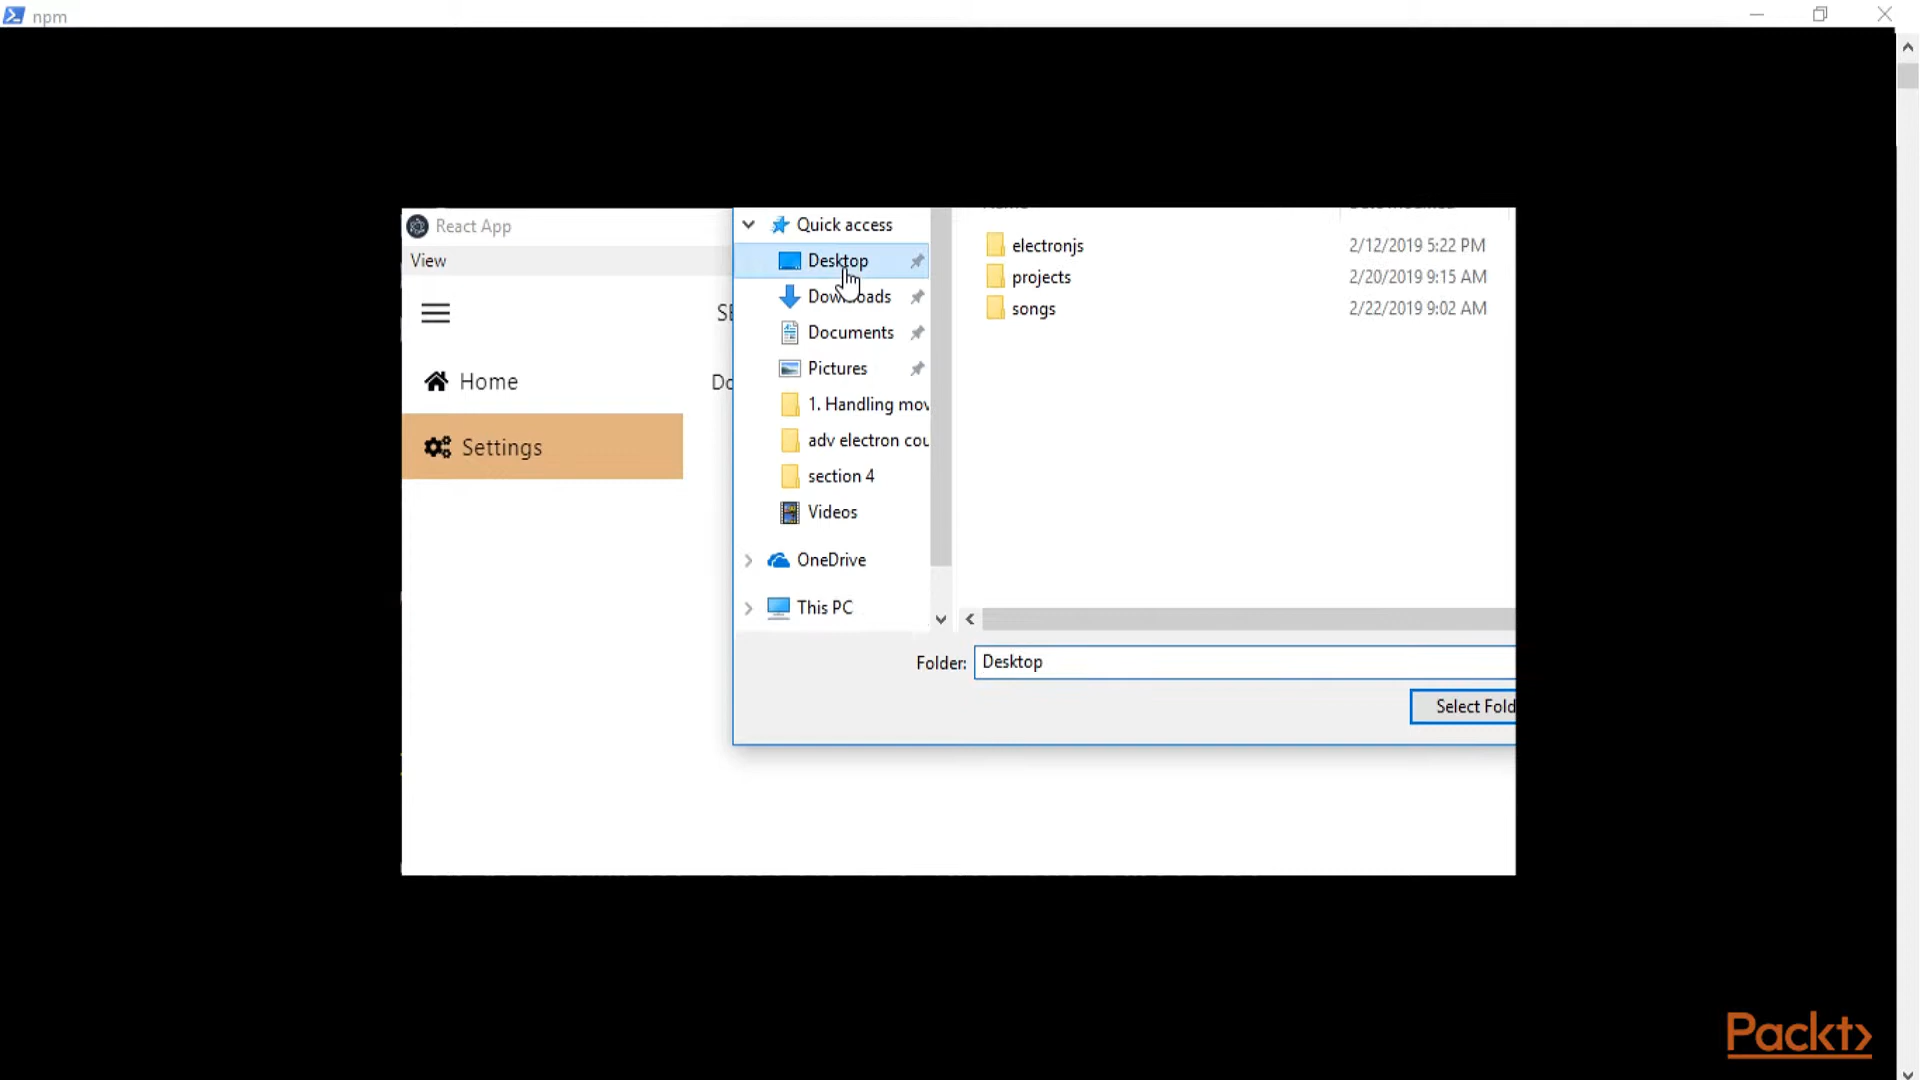 npm
React App
View
Home
Settings
Quick access
Desktop
Downloads
Documents
Pictures
1. Handling mov
adv electron cou
section 4
Videos
OneDrive
This PC
electronjs 2/12/2019 5:22 PM
projects 2/20/2019 9:15 AM
songs 2/22/2019 9:02 AM
Folder: Desktop
Select Fold
Packt